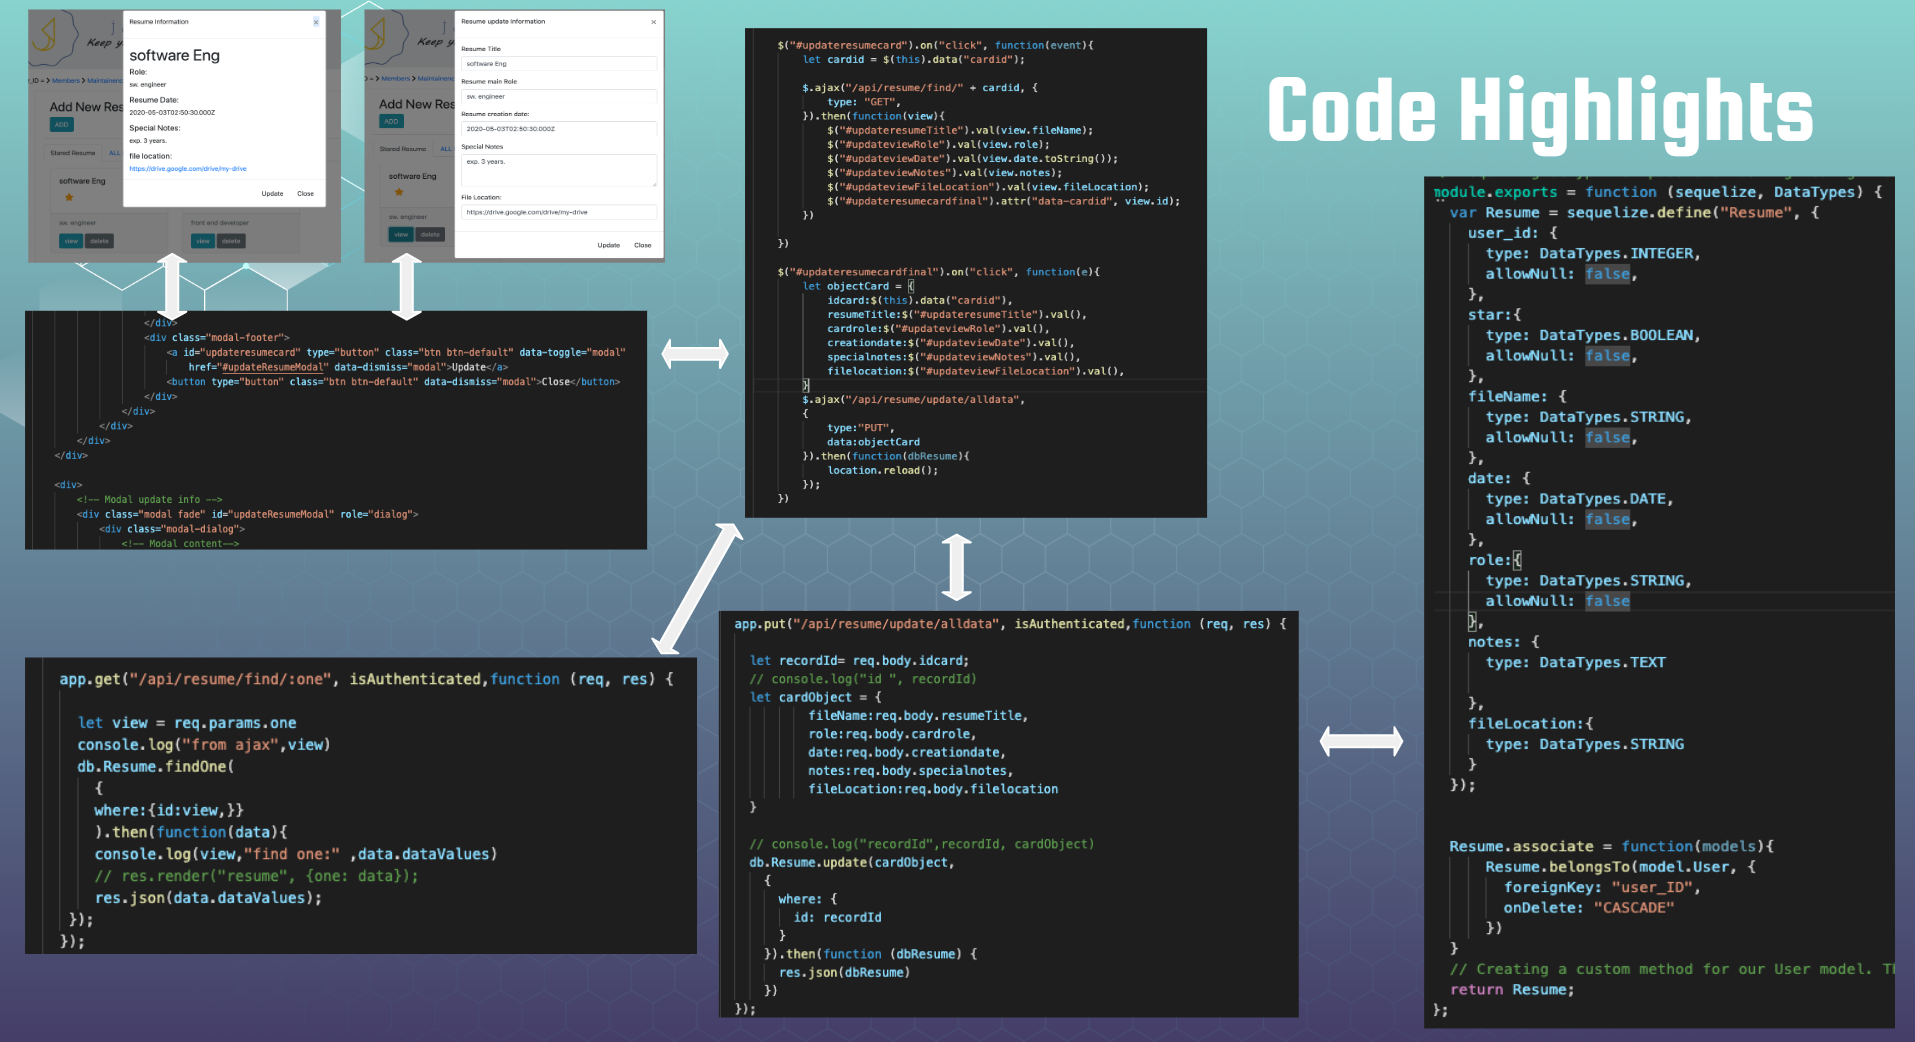 Code Highlights
Resume Information
×
software Eng
Role:
sw. engineer
Resume Date:
2020-05-03T02:50:30.000Z
Special Notes:
exp. 3 years.
file location:
https://drive.google.com/drive/my-drive
Update Close
Keep
_ID = > Members > Maintainenc
Add New Res
ADD
Stared Resume ALL
software Eng
sw. engineer
front end developer
view delete
view delete
Resume update Information
×
Resume Title
software Eng
Resume main Role
sw. engineer
Resume creation date:
2020-05-03T02:50:30.000Z
Special Notes
exp. 3 years.
File Location:
https://drive.google.com/drive/my-drive
Update Close
Keep y
D = > Members > Maintainenc
Add New Res
ADD
Stared Resume ALL
software Eng
sw. engineer
view delete
</div>
<div class="modal-footer">
<a id="updateresumecard" type="button" class="btn btn-default" data-toggle="modal"
href="#updateResumeModal" data-dismiss="modal">Update</a>
<button type="button" class="btn btn-default" data-dismiss="modal">Close</button>
</div>
</div>
</div>
</div>
</div>
<div>
<!-- Modal update info -->
<div class="modal fade" id="updateResumeModal" role="dialog">
<div class="modal-dialog">
<!-- Modal content-->
$("#updateresumecard").on("click", function(event){
let cardid = $(this).data("cardid");
$.ajax("/api/resume/find/" + cardid, {
type: "GET",
}).then(function(view){
$("#updateresumeTitle").val(view.fileName);
$("#updateviewRole").val(view.role);
$("#updateviewDate").val(view.date.toString());
$("#updateviewNotes").val(view.notes);
$("#updateviewFileLocation").val(view.fileLocation);
$("#updateresumecardfinal").attr("data-cardid", view.id);
})
})
$("#updateresumecardfinal").on("click", function(e){
let objectCard = {
idcard:$(this).data("cardid"),
resumeTitle:$("#updateresumeTitle").val(),
cardrole:$("#updateviewRole").val(),
creationdate:$("#updateviewDate").val(),
specialnotes:$("#updateviewNotes").val(),
filelocation:$("#updateviewFileLocation").val(),
}
$.ajax("/api/resume/update/alldata",
{
type:"PUT",
data:objectCard
}).then(function(dbResume){
location.reload();
});
})
app.get("/api/resume/find/:one", isAuthenticated,function (req, res) {
let view = req.params.one
console.log("from ajax",view)
db.Resume.findOne(
{
where:{id:view,}}
).then(function(data){
console.log(view,"find one:" ,data.dataValues)
// res.render("resume", {one: data});
res.json(data.dataValues);
});
});
app.put("/api/resume/update/alldata", isAuthenticated,function (req, res) {
let recordId= req.body.idcard;
// console.log("id ", recordId)
let cardObject = {
fileName:req.body.resumeTitle,
role:req.body.cardrole,
date:req.body.creationdate,
notes:req.body.specialnotes,
fileLocation:req.body.filelocation
}
// console.log("recordId",recordId, cardObject)
db.Resume.update(cardObject,
{
where: {
id: recordId
}
}).then(function (dbResume) {
res.json(dbResume)
})
});
module.exports = function (sequelize, DataTypes) {
var Resume = sequelize.define("Resume", {
user_id: {
type: DataTypes.INTEGER,
allowNull: false,
},
star:{
type: DataTypes.BOOLEAN,
allowNull: false,
},
fileName: {
type: DataTypes.STRING,
allowNull: false,
},
date: {
type: DataTypes.DATE,
allowNull: false,
},
role:{
type: DataTypes.STRING,
allowNull: false
},
notes: {
type: DataTypes.TEXT
},
fileLocation:{
type: DataTypes.STRING
}
});
Resume.associate = function(models){
Resume.belongsTo(model.User, {
foreignKey: "user_ID",
onDelete: "CASCADE"
})
}
// Creating a custom method for our User model. Th
return Resume;
};